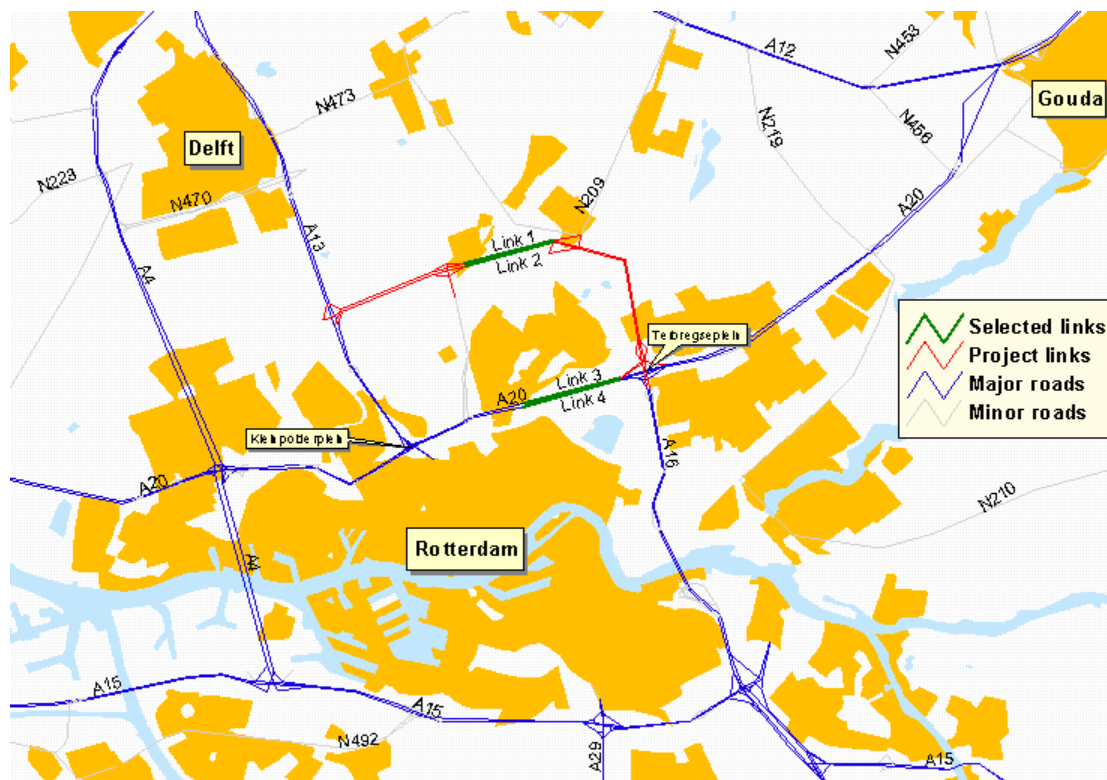 A12
N453
Gouda
N473
N219
N456
Delft
N223
N470
N209
A20
A13
Link 1
Link 2
A4
Selected links
Project links
Major roads
Minor roads
Terbregseplein
Link 3
A20
Link 4
Kleinpolderplein
A16
A20
N210
Rotterdam
A4
A15
A15
N492
A29
A15